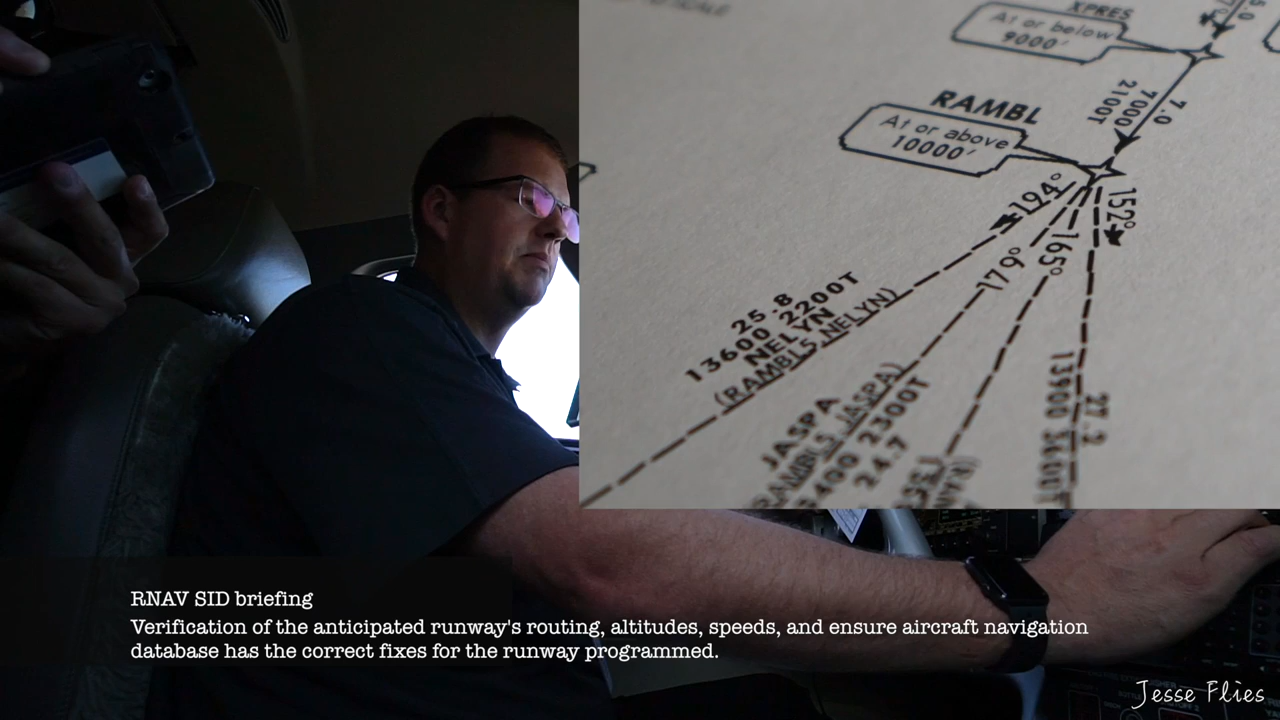 XPRES
At or below
9000'
7.0
7000
2100T
RAMBL
At or above
10000'
194°
179°
165°
152°
25.8
13600 2200T
NELYN
(RAMBL5.NELYN)
JASPA
RAMBL5.JASPA)
3400 2300T
24.7
27.2
13900
RNAV SID briefing
Verification of the anticipated runway's routing, altitudes, speeds, and ensure aircraft navigation
database has the correct fixes for the runway programmed.
Jesse Flies